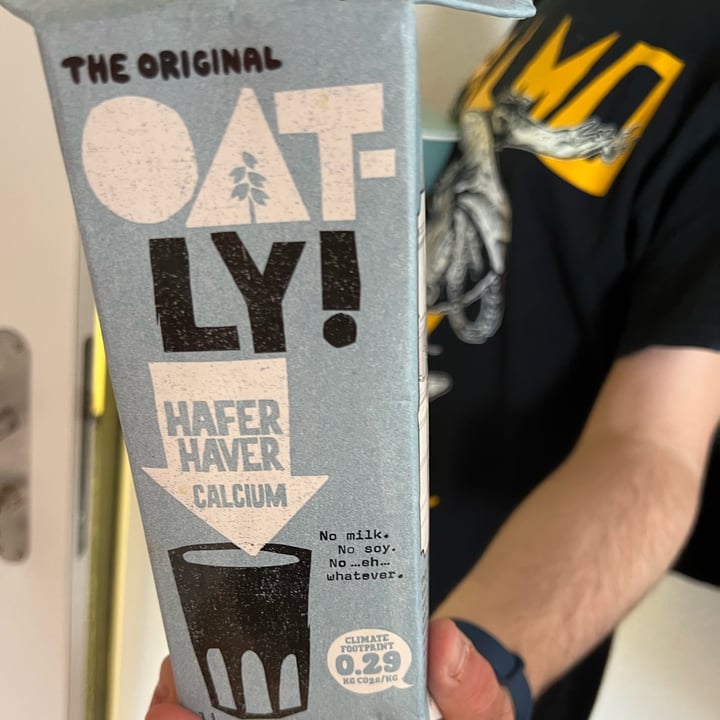 THE ORIGINAL
OAT-
LY!
HAFER
HAVER
CALCIUM
No milk.
No soy.
No ...eh...
whatever.
CLIMATE
FOOTPRINT
0.29
KG CO2e/KG